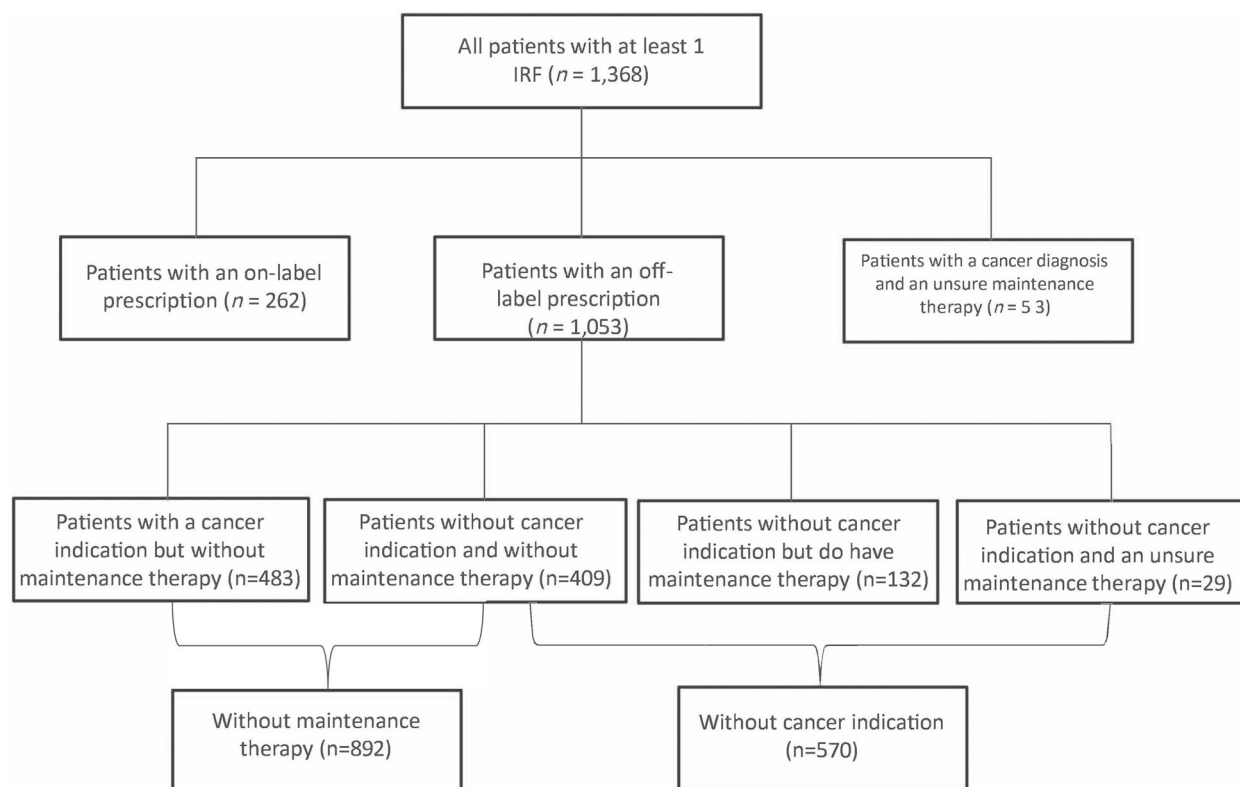 All patients with at least 1
IRF (n = 1,368)
Patients with an on-label
prescription (n = 262)
Patients with an off-
label prescription
(n = 1,053)
Patients with a cancer diagnosis
and an unsure maintenance
therapy (n = 5 3)
Patients with a cancer
indication but without
maintenance therapy (n=483)
Patients without cancer
indication and without
maintenance therapy (n=409)
Patients without cancer
indication but do have
maintenance therapy (n=132)
Patients without cancer
indication and an unsure
maintenance therapy (n=29)
Without maintenance
therapy (n=892)
Without cancer indication
(n=570)